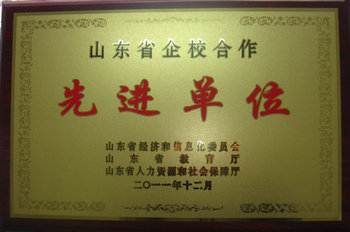 山东省企校合作
先进单位
山东省经济和信息化委员会
山东省教育厅
山东省人力资源和社会保障厅
二〇一一年十二月